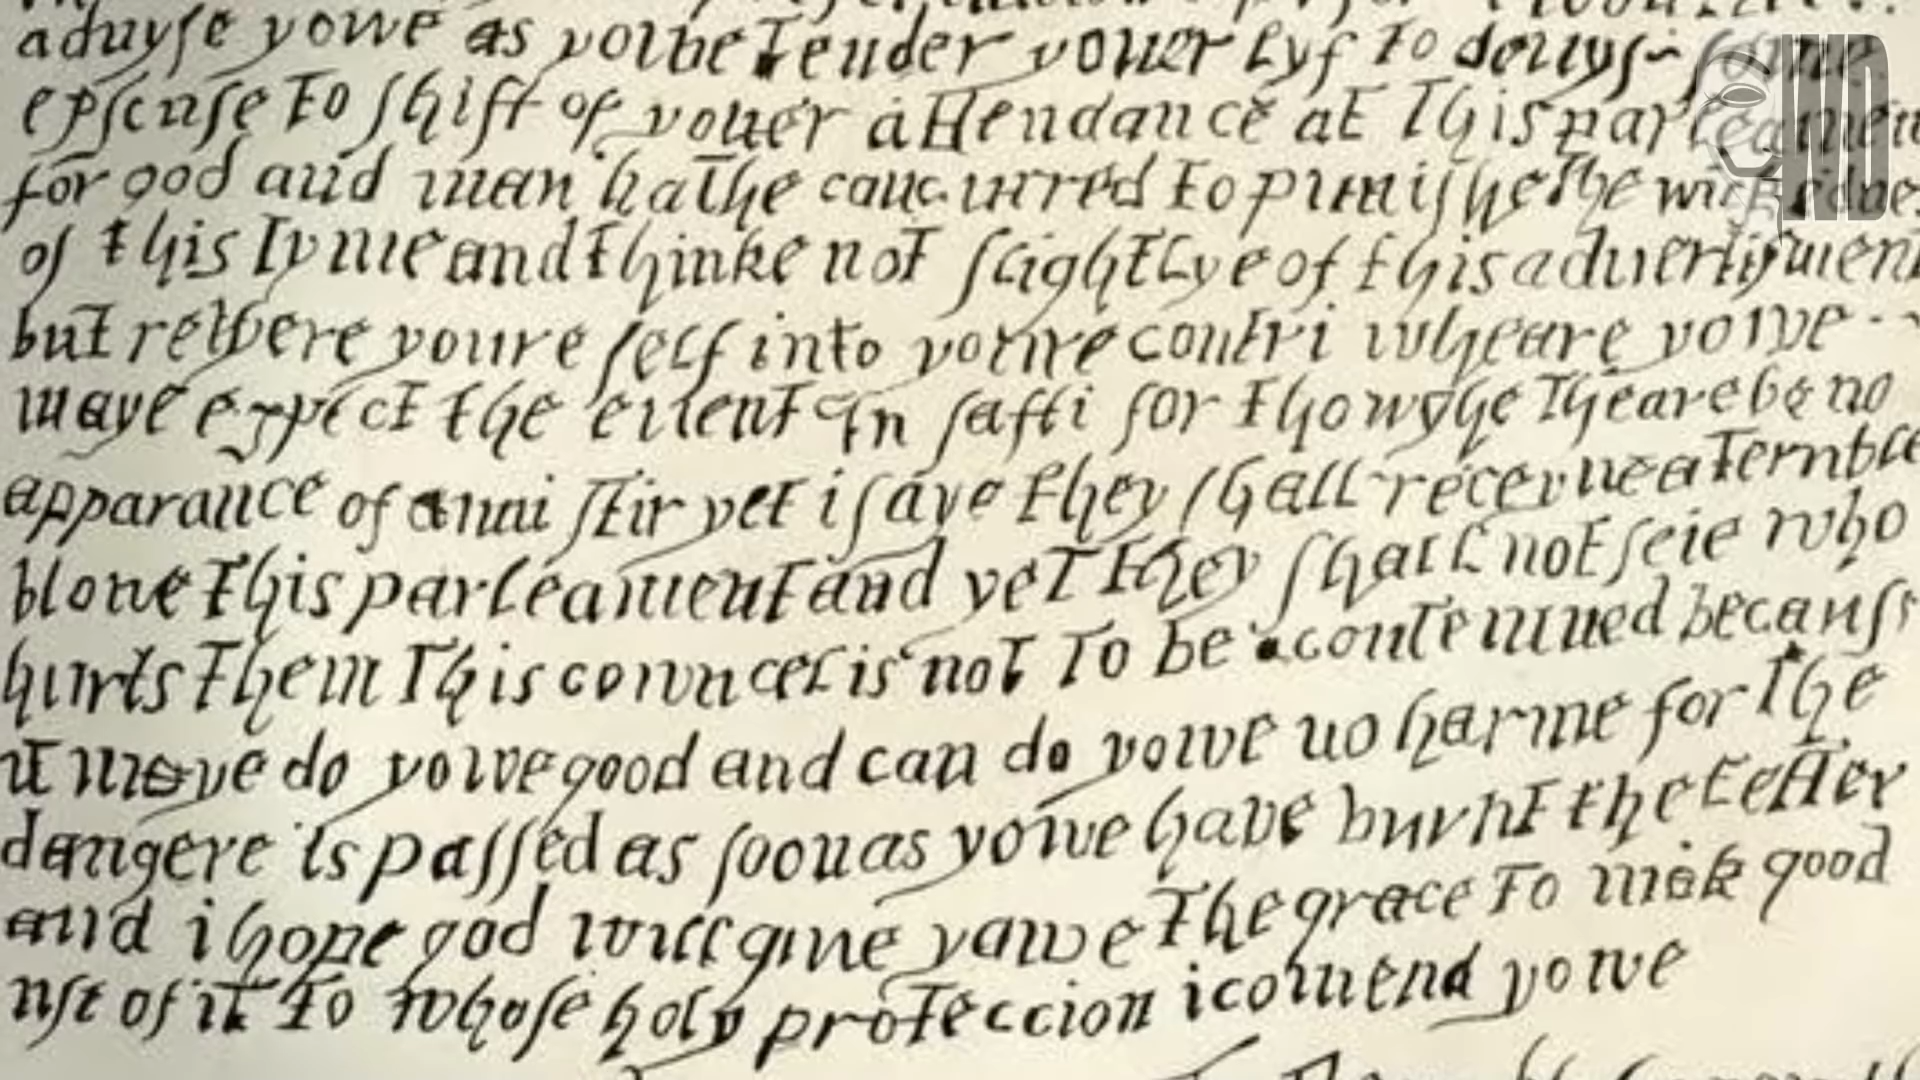 aduyse yowe as yowe tender youer lyf to devys some
excuse to shift of youer attendance at this parleament
for god and man hathe concurred to punishe the wickednes
of this tyme and thinke not slightlye of this advertisment
but retyere youre self into youre contri wheare yowe
maye expect the event in safti for thowghe theare be no
apparance of anni stir yet i saye they shall receyve a terrible
blowe this parleament and yet they shall not seie who
hurts them this cowncel is not to be acontemned because
it maye do yowe good and can do yowe no harme for the
dangere is passed as soon as yowe have burnt the letter
and i hope god will give yowe the grace to mak good
use of it to whose holy proteccion i comend yowe
WD